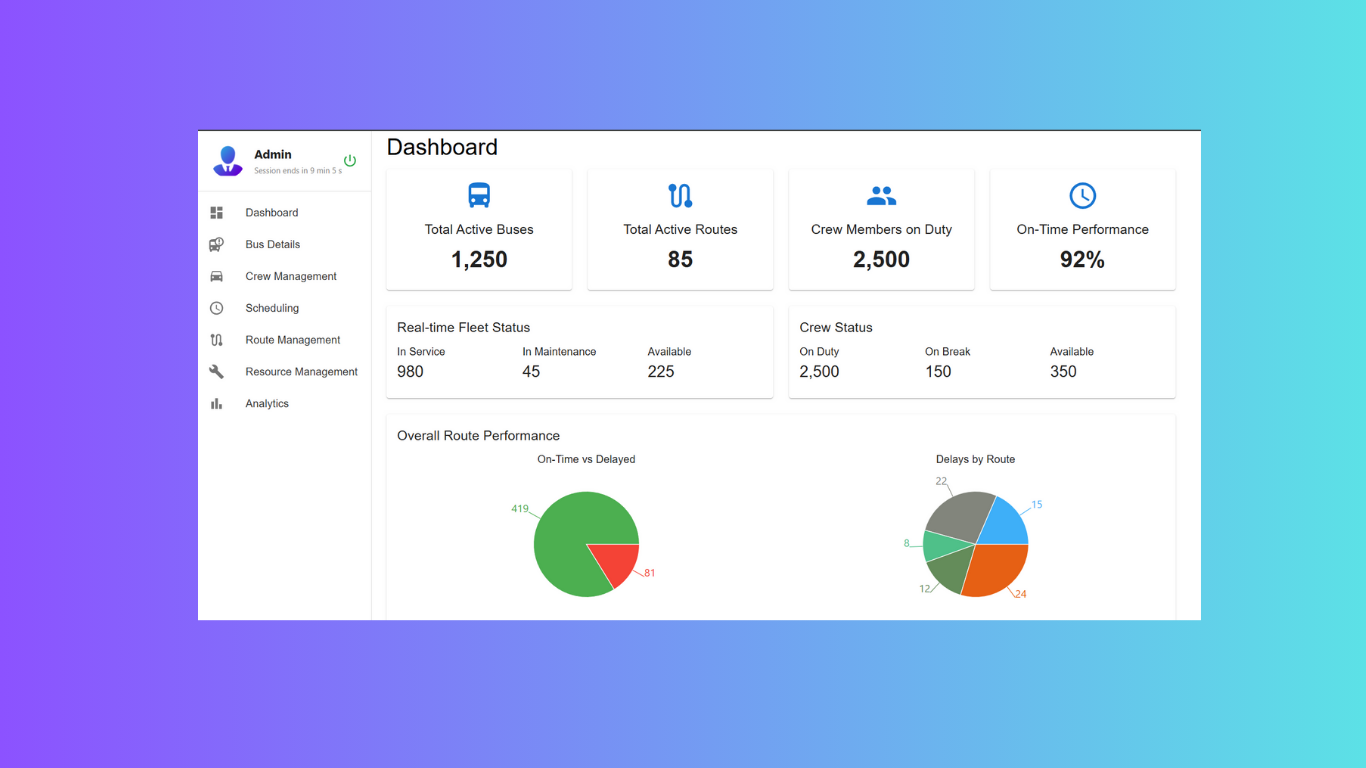 Admin
Session ends in 9 min 5 s
Dashboard
Bus Details
Crew Management
Scheduling
Route Management
Resource Management
Analytics
Dashboard
Total Active Buses
1,250
Total Active Routes
85
Crew Members on Duty
2,500
On-Time Performance
92%
Real-time Fleet Status
In Service In Maintenance Available
980 45 225
Crew Status
On Duty On Break Available
2,500 150 350
Overall Route Performance
On-Time vs Delayed
419
81
Delays by Route
22
15
8
12
24